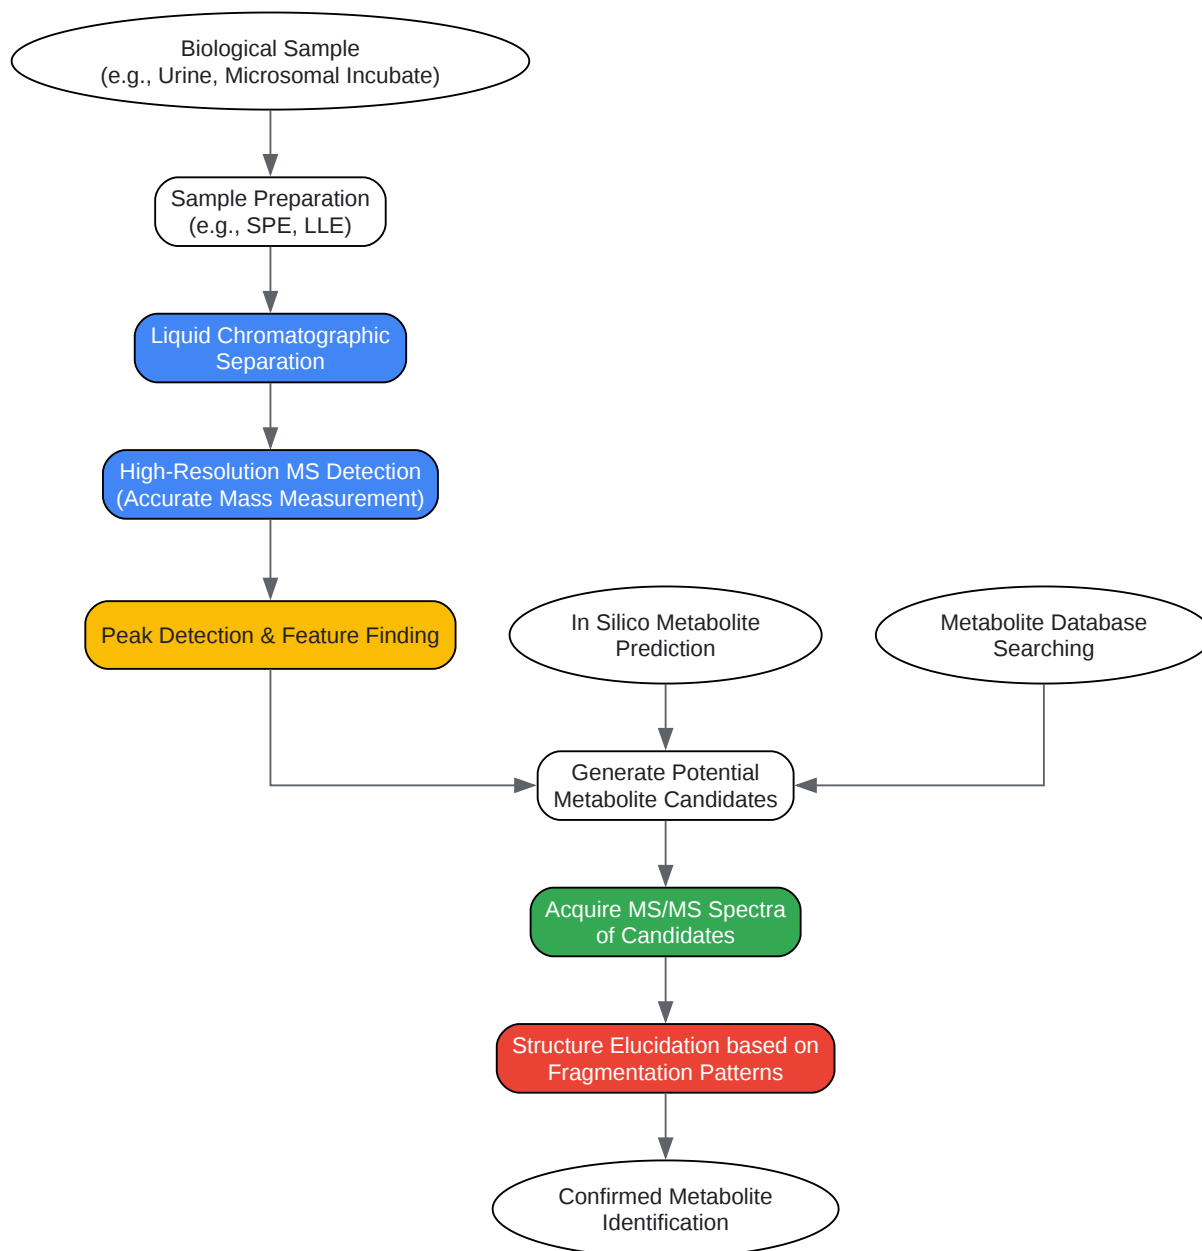 Biological Sample
(e.g., Urine, Microsomal Incubate)
Sample Preparation
(e.g., SPE, LLE)
Liquid Chromatographic
Separation
High-Resolution MS Detection
(Accurate Mass Measurement)
Peak Detection & Feature Finding
In Silico Metabolite
Prediction
Metabolite Database
Searching
Generate Potential
Metabolite Candidates
Acquire MS/MS Spectra
of Candidates
Structure Elucidation based on
Fragmentation Patterns
Confirmed Metabolite
Identification